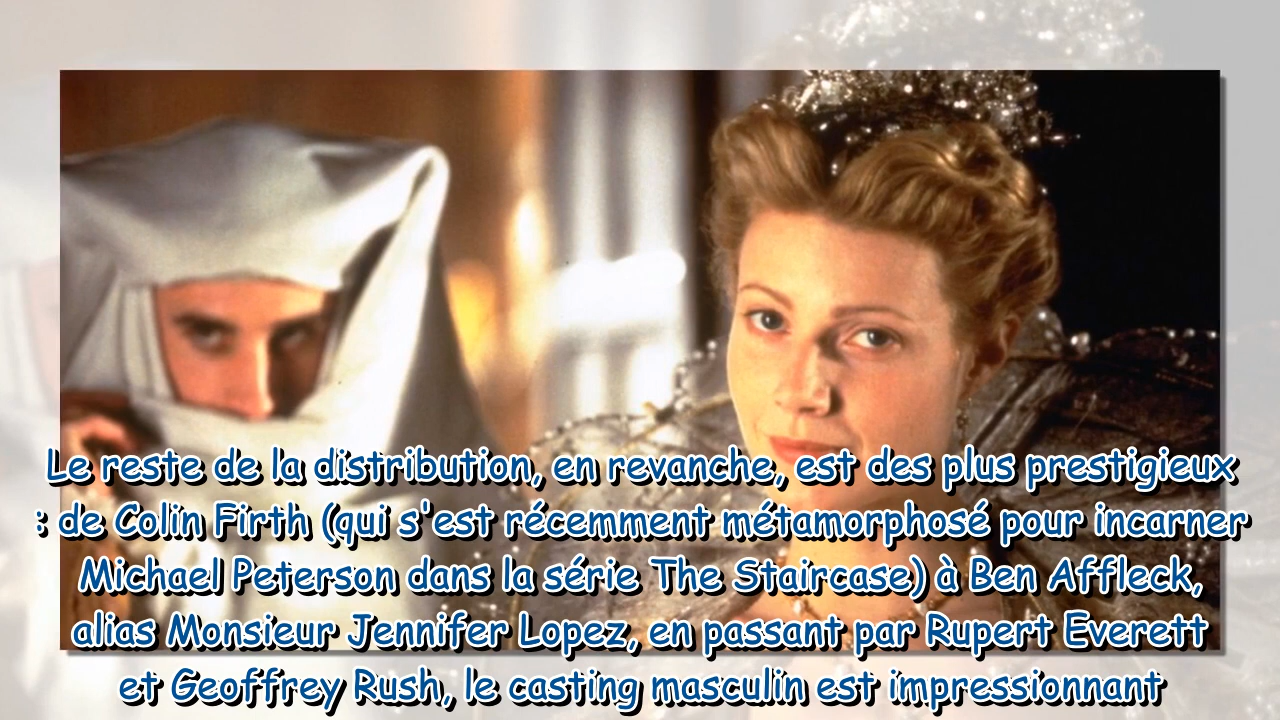 Le reste de la distribution, en revanche, est des plus prestigieux
: de Colin Firth (qui s'est récemment métamorphosé pour incarner
Michael Peterson dans la série The Staircase) à Ben Affleck,
alias Monsieur Jennifer Lopez, en passant par Rupert Everett
et Geoffrey Rush, le casting masculin est impressionnant